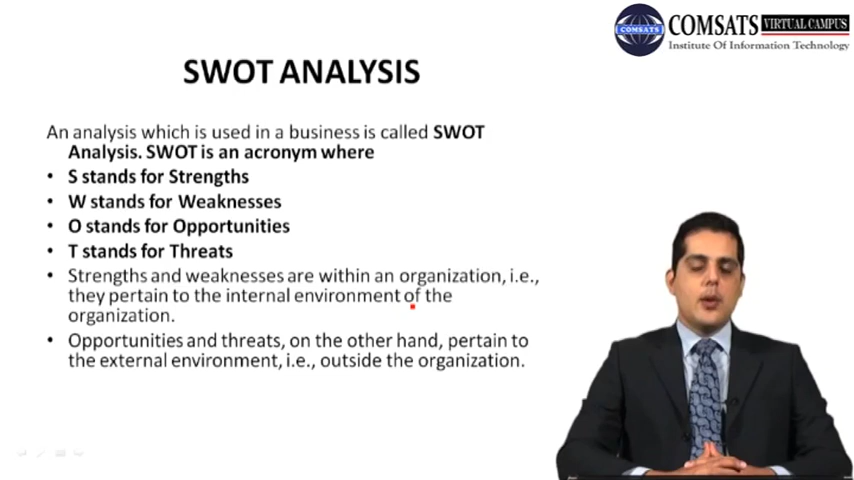 COMSATS
COMSATS VIRTUAL CAMPUS
Institute Of Information Technology
SWOT ANALYSIS
An analysis which is used in a business is called SWOT
Analysis. SWOT is an acronym where
• S stands for Strengths
• W stands for Weaknesses
• O stands for Opportunities
• T stands for Threats
• Strengths and weaknesses are within an organization, i.e.,
they pertain to the internal environment of the
organization.
• Opportunities and threats, on the other hand, pertain to
the external environment, i.e., outside the organization.